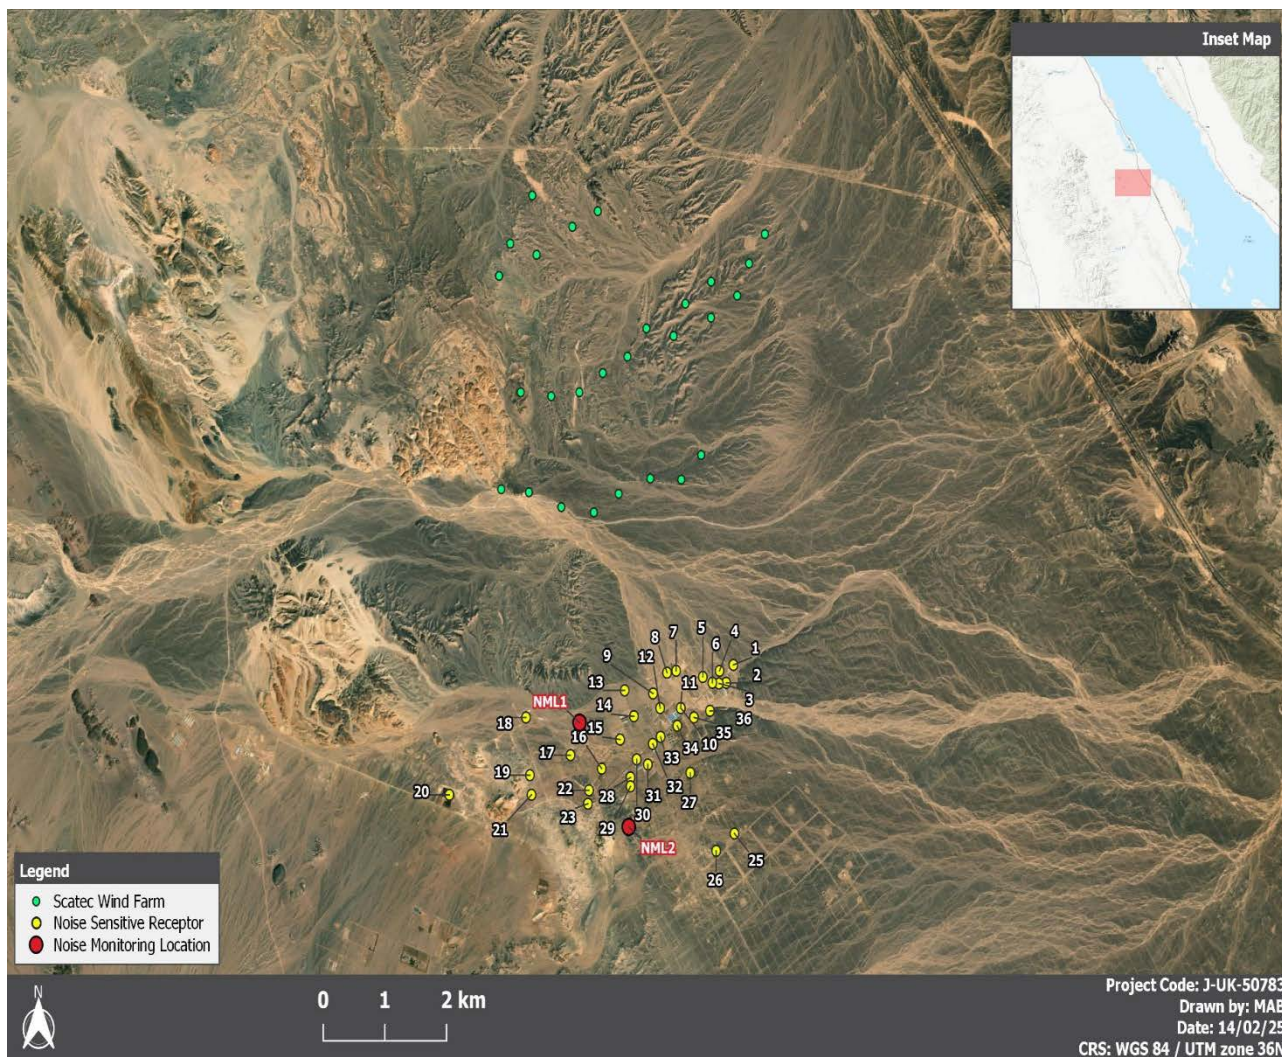 Inset Map
8 7 5 6 4 1
9 12 11 2
13 3
NML1 14 36
18 15 35
16 10
17 34
33
19 32
20 22 28 31 27
21 23 30
29
NML2 25
26
Legend
Scatec Wind Farm
Noise Sensitive Receptor
Noise Monitoring Location
N
0 1 2 km
Project Code: J-UK-50783
Drawn by: MAB
Date: 14/02/25
CRS: WGS 84 / UTM zone 36N